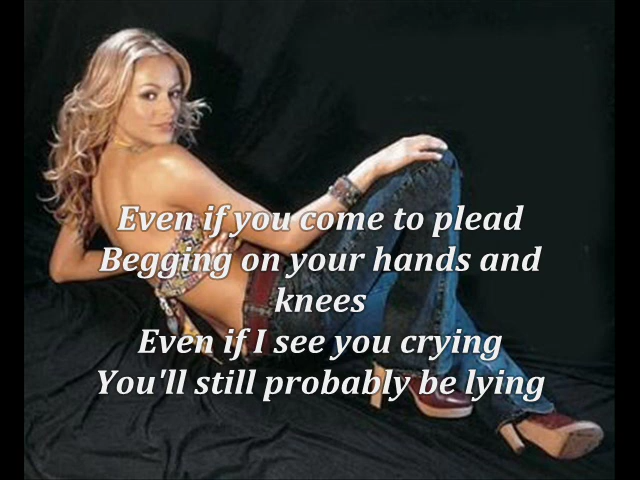 Even if you come to plead
Begging on your hands and
knees
Even if I see you crying
You'll still probably be lying